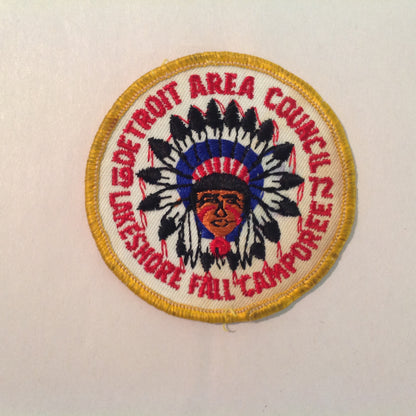 DETROIT AREA COUNCIL
19 72
LAKESHORE FALL CAMPOREE